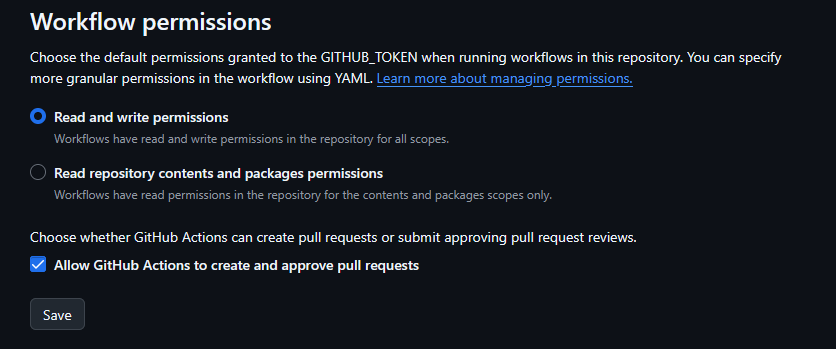 Workflow permissions
Choose the default permissions granted to the GITHUB_TOKEN when running workflows in this repository. You can specify
more granular permissions in the workflow using YAML. Learn more about managing permissions.
Read and write permissions
Workflows have read and write permissions in the repository for all scopes.
Read repository contents and packages permissions
Workflows have read permissions in the repository for the contents and packages scopes only.
Choose whether GitHub Actions can create pull requests or submit approving pull request reviews.
Allow GitHub Actions to create and approve pull requests
Save